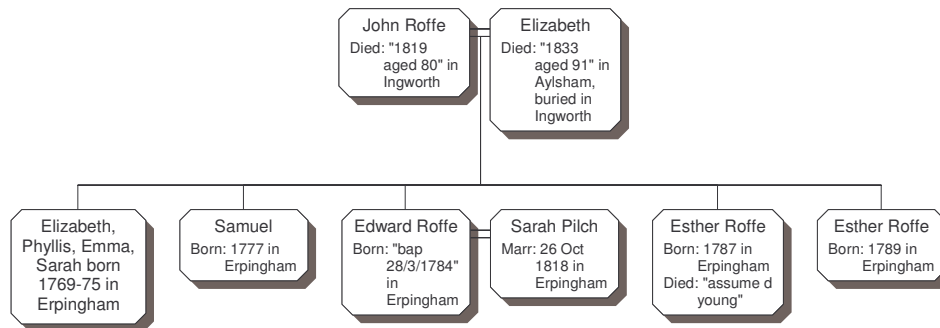 John Roffe
Died: "1819
aged 80" in
Ingworth
Elizabeth
Died: "1833
aged 91" in
Aylsham,
buried in
Ingworth
Elizabeth,
Phyllis, Emma,
Sarah born
1769-75 in
Erpingham
Samuel
Born: 1777 in
Erpingham
Edward Roffe
Born: "bap
28/3/1784"
in
Erpingham
Sarah Pilch
Marr: 26 Oct
1818 in
Erpingham
Esther Roffe
Born: 1787 in
Erpingham
Died: "assume d
young"
Esther Roffe
Born: 1789 in
Erpingham